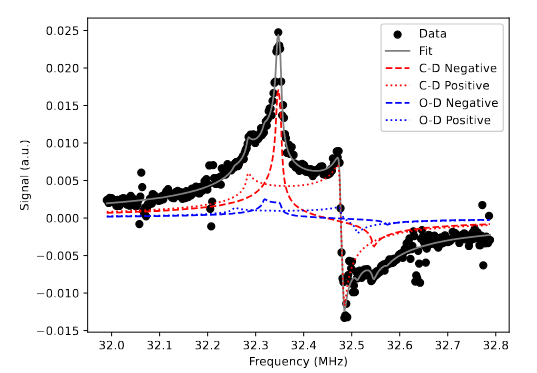 0.025
0.020
0.015
0.010
0.005
0.000
−0.005
−0.010
−0.015
Signal (a.u.)
32.0 32.1 32.2 32.3 32.4 32.5 32.6 32.7 32.8
Frequency (MHz)
Data
Fit
C-D Negative
C-D Positive
O-D Negative
O-D Positive